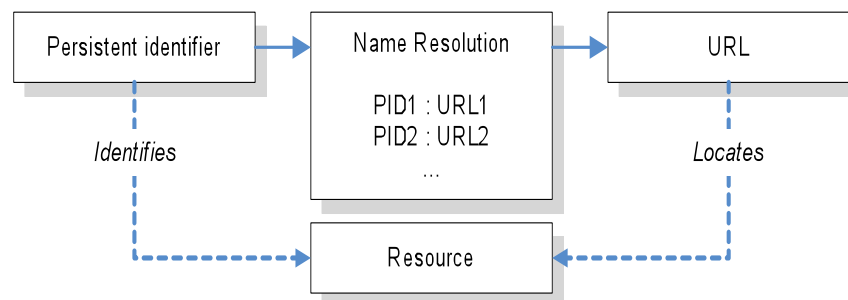 Persistent identifier
Name Resolution
URL
PID1 : URL1
PID2 : URL2
...
Identifies
Locates
Resource